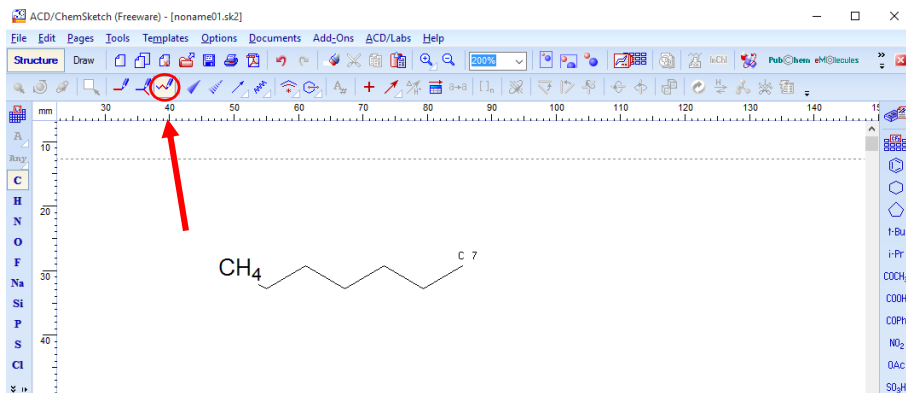 ACD/ChemSketch (Freeware) - [noname01.sk2]
File Edit Pages Tools Templates Options Documents Add-Ons ACD/Labs Help
Structure Draw 200% InChI PubChem eMolecules
mm 30 40 50 60 70 80 90 100 110 120 130 140 15
A
10
Any
C
H
20
N
O
t-Bu
F
i-Pr
CH4
C 7
30
Na
COCH
Si
COOH
P
COPh
40
S
NO2
Cl
OAc
SO3H